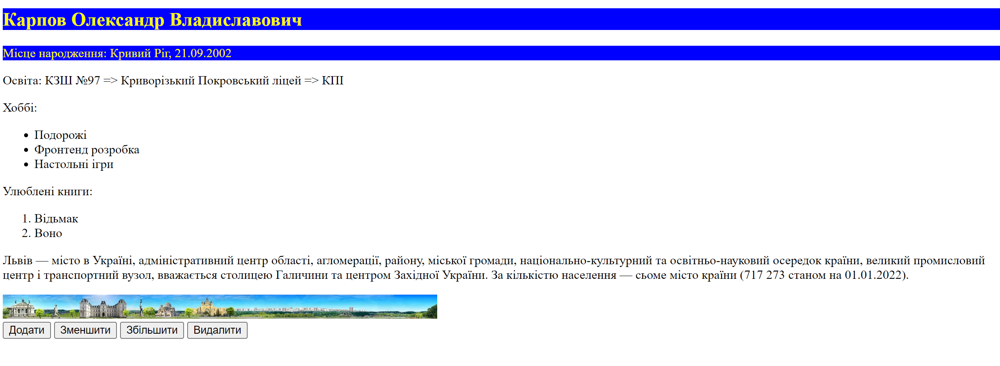 Карпов Олександр Владиславович
Місце народження: Кривий Ріг, 21.09.2002
Освіта: КЗШ №97 => Криворізький Покровський ліцей => КПІ
Хоббі:
• Подорожі
• Фронтенд розробка
• Настольні ігри
Улюблені книги:
1. Відьмак
2. Воно
Львів — місто в Україні, адміністративний центр області, агломерації, району, міської громади, національно-культурний та освітньо-науковий осередок країни, великий промисловий
центр і транспортний вузол, вважається столицею Галичини та центром Західної України. За кількістю населення — сьоме місто країни (717 273 станом на 01.01.2022).
Додати Зменшити Збільшити Видалити